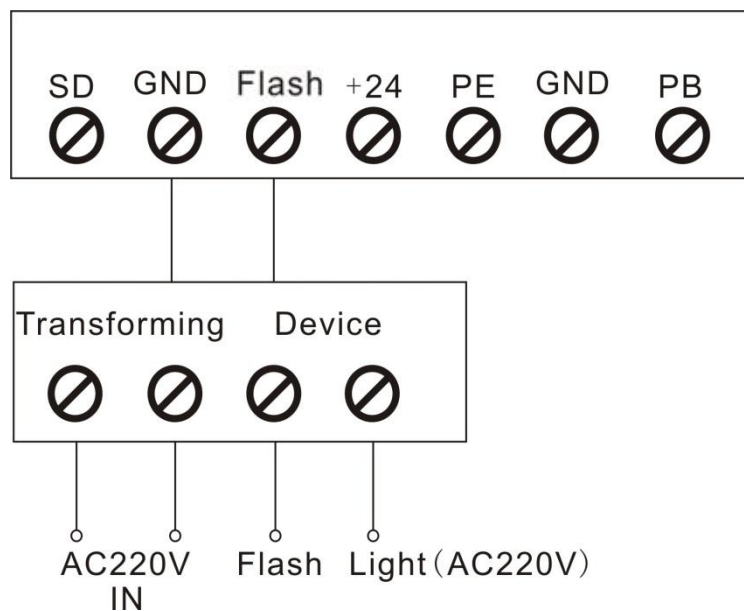 SD GND Flash +24 PE GND PB
Transforming Device
AC220V Flash Light(AC220V)
IN